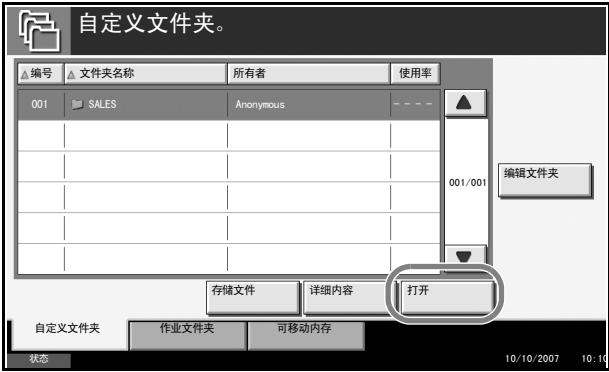 自定义文件夹。
编号 文件夹名称 所有者 使用率
001 SALES Anonymous ----
001/001
编辑文件夹
存储文件 详细内容 打开
自定义文件夹 作业文件夹 可移动内存
状态 10/10/2007 10:10